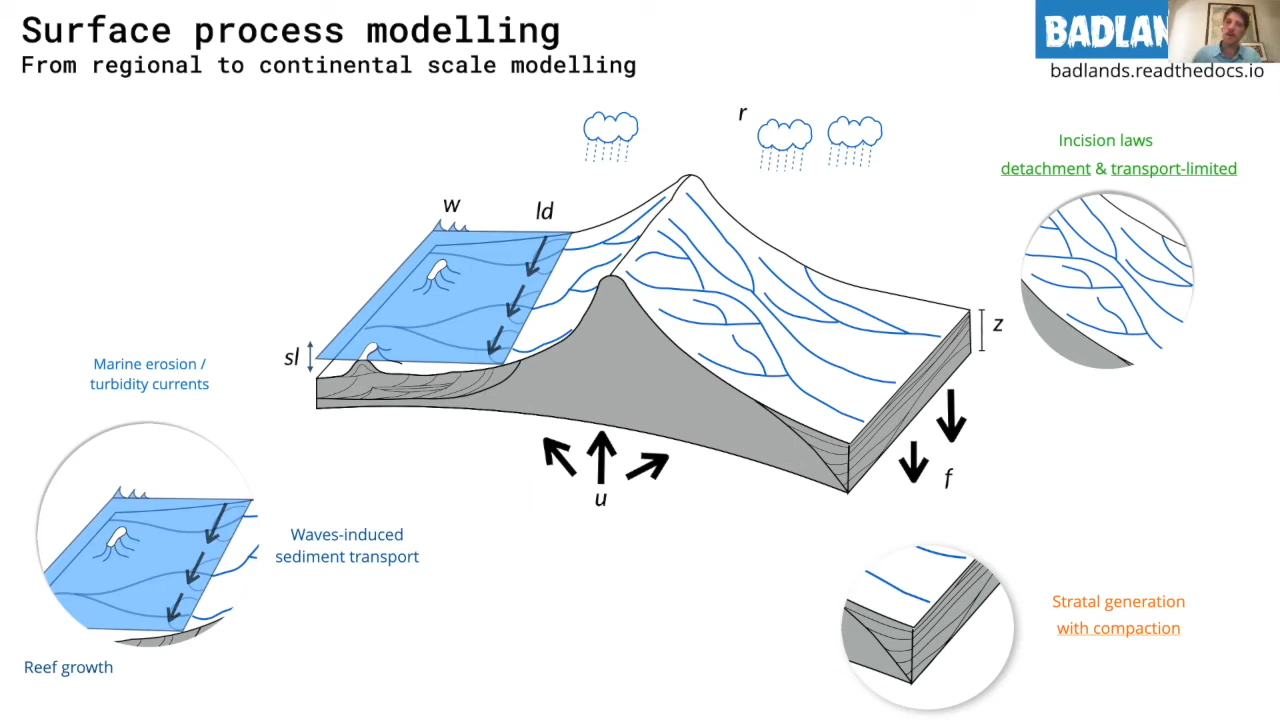 Surface process modelling
From regional to continental scale modelling
BADLAN
badlands.readthedocs.io
r
Incision laws
detachment & transport-limited
w
ld
z
sl
Marine erosion /
turbidity currents
f
u
Waves-induced
sediment transport
Stratal generation
with compaction
Reef growth